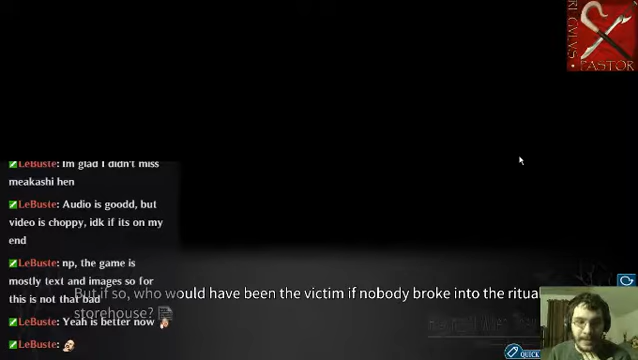 PASTOR
LeBuste: Im glad I didn't miss
meakashi hen
LeBuste: Audio is goodd, but
video is choppy, idk if its on my
end
LeBuste: np, the game is
mostly text and images so for
this is not that bad
LeBuste: Yeah is better now
LeBuste:
But if so, who would have been the victim if nobody broke into the ritual
storehouse?
QUICK